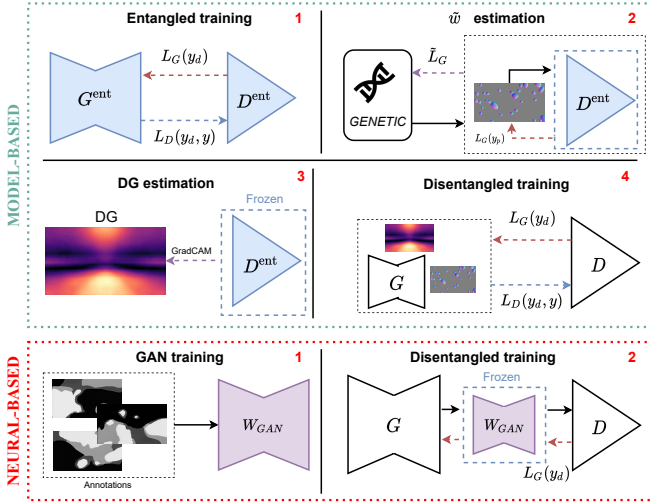 MODEL-BASED
Entangled training 1
L_G(y_d)
G^ent
D^ent
L_D(y_d, y)
w̃ estimation 2
L̃_G
GENETIC
D^ent
L_G(y_p)
DG estimation 3
DG
Frozen
GradCAM
D^ent
Disentangled training 4
L_G(y_d)
G
D
L_D(y_d, y)
NEURAL-BASED
GAN training 1
W_GAN
Annotations
Disentangled training 2
Frozen
G
W_GAN
D
L_G(y_d)